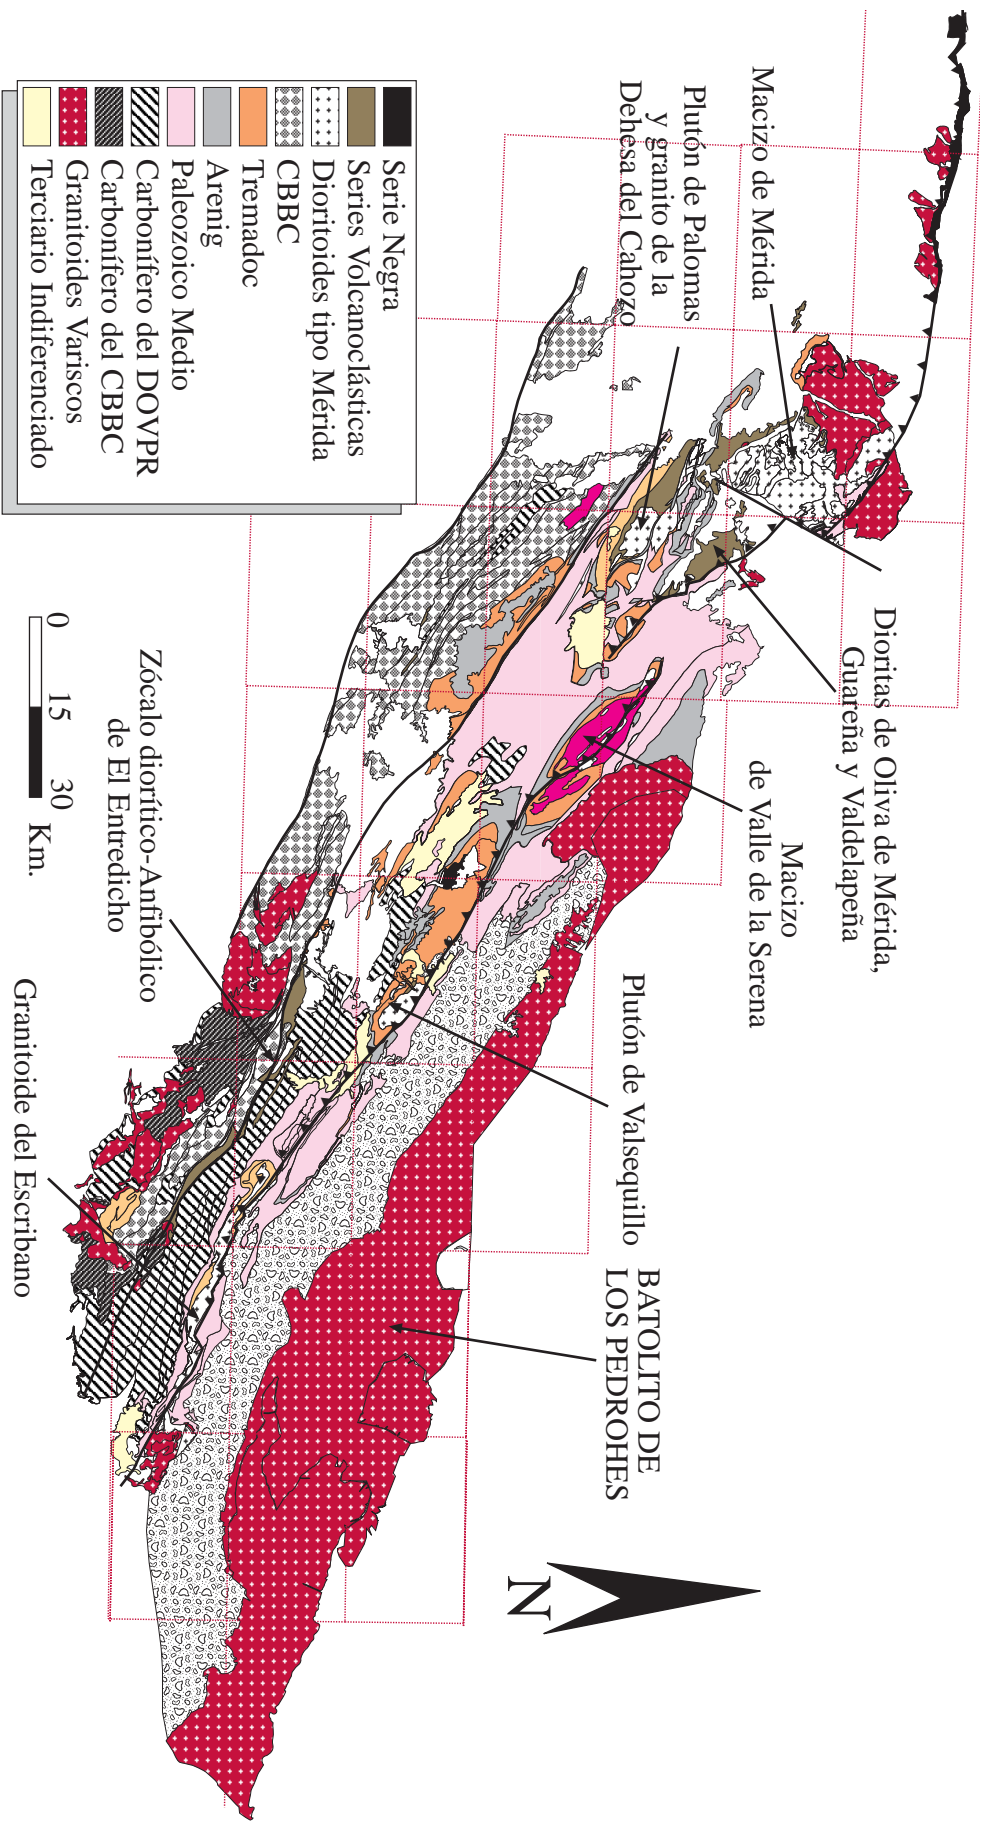 Macizo de Mérida
Plutón de Palomas
y granito de la
Dehesa del Cahozo
Dioritas de Oliva de Mérida,
Guareña y Valdelapeña
Macizo
de Valle de la Serena
Plutón de Valsequillo
BATOLITO DE
LOS PEDROHES
N
Serie Negra
Series Volcanoclásticas
Dioritoides tipo Mérida
CBBC
Tremadoc
Arenig
Paleozoico Medio
Carbonífero del DOVPR
Carbonífero del CBBC
Granitoides Variscos
Terciario Indiferenciado
0 15 30 Km.
Zócalo diorítico-Anfibólico
de El Entredicho
Granitoide del Escribano